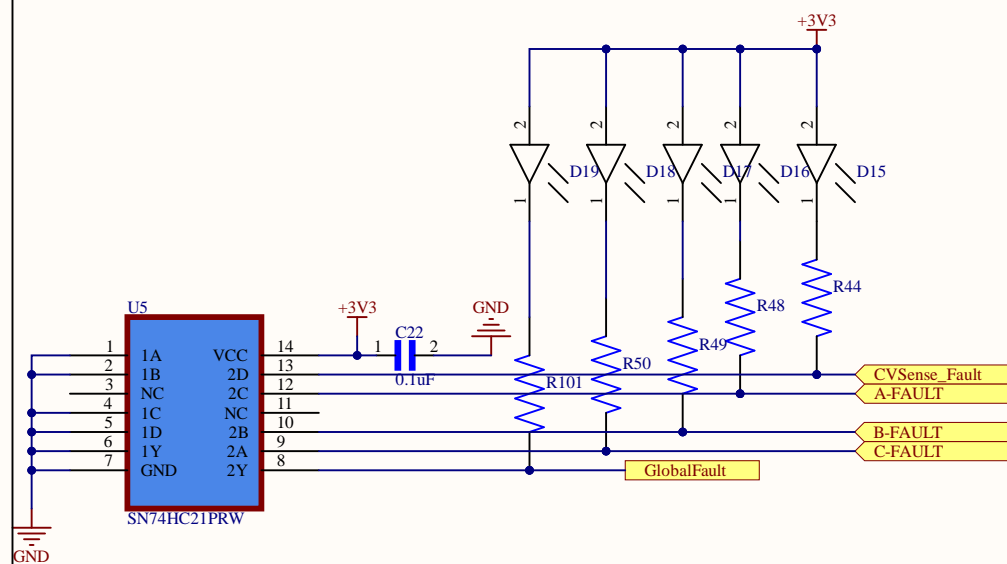 +3V3
2 2 2 2 2
D19 D18 D17 D16 D15
1 1 1 1 1
R44
R48
U5
+3V3
GND
C22
R49
1 1A VCC 14 1 2
R50
2 1B 2D 13 0.1uF R101 CVSense_Fault
3 NC 2C 12 A-FAULT
4 1C NC 11
5 1D 2B 10 B-FAULT
6 1Y 2A 9 C-FAULT
7 GND 2Y 8 GlobalFault
SN74HC21PRW
GND